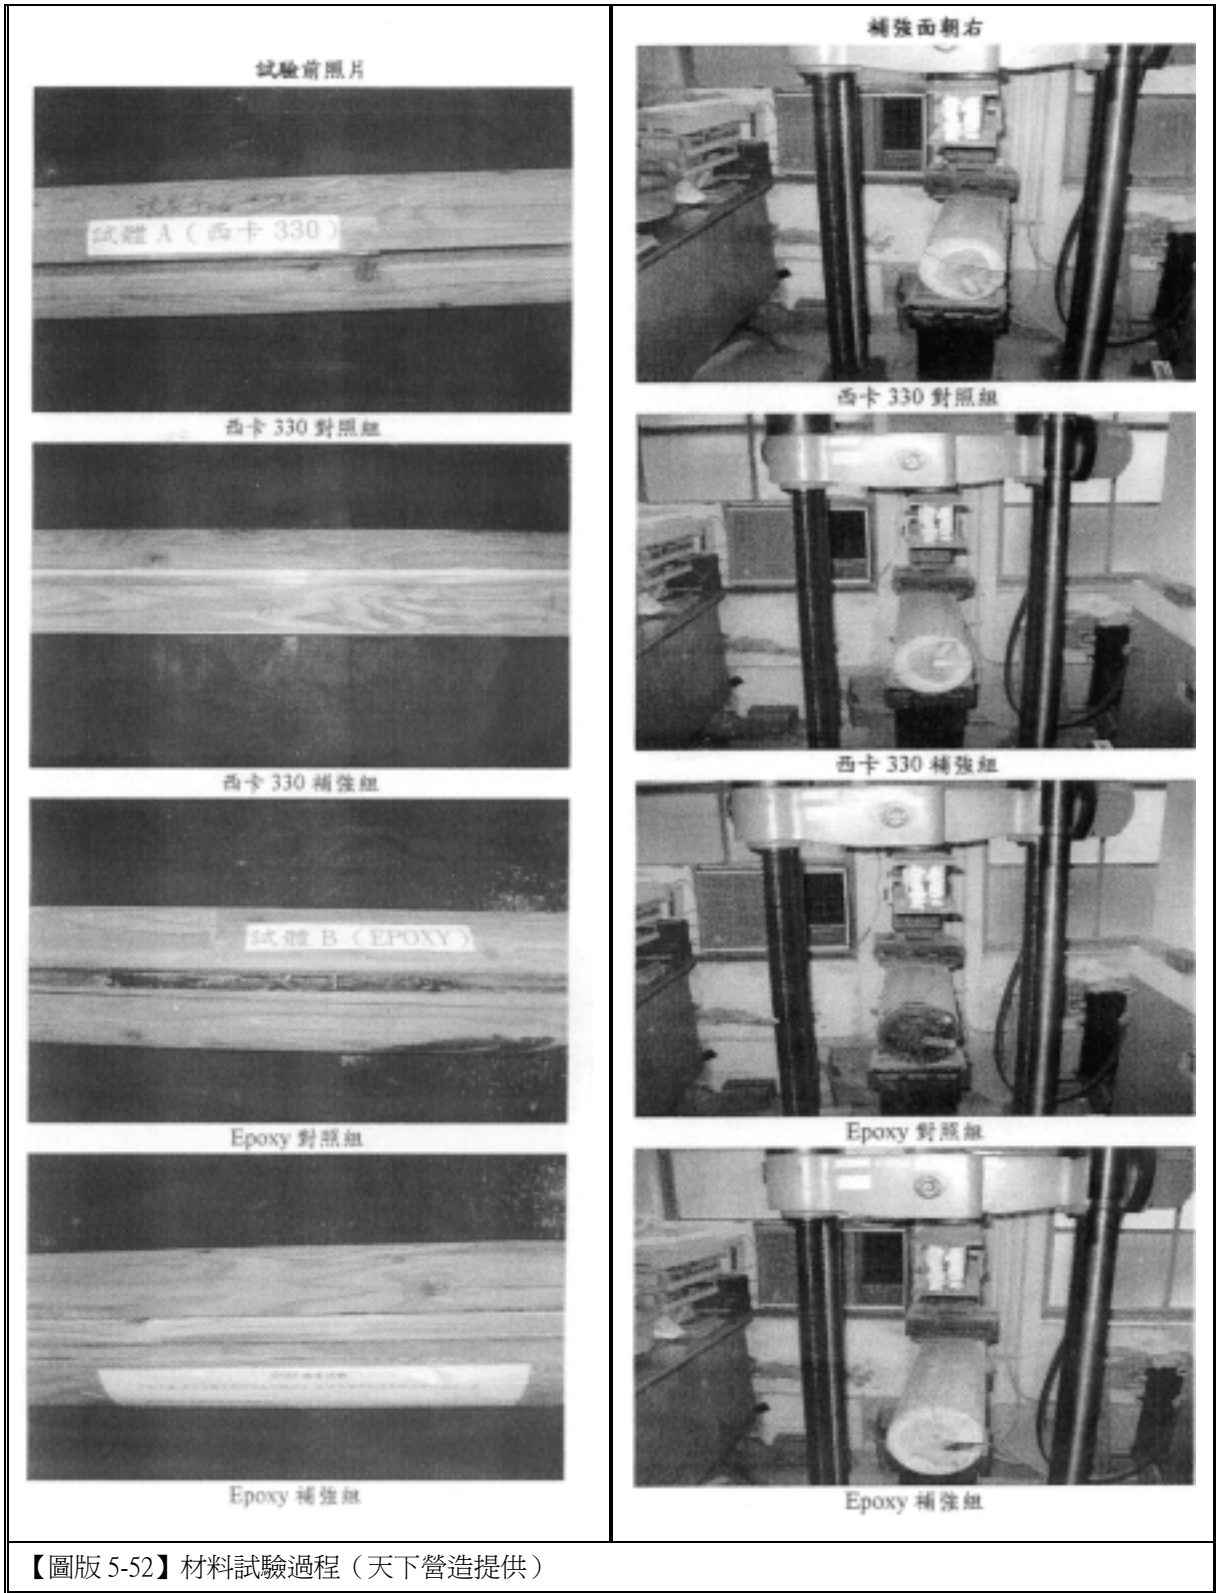 試驗前照片
試體 A（西卡 330）
西卡 330 對照組
西卡 330 補強組
試體 B（EPOXY）
Epoxy 對照組
Epoxy 補強組
補強面朝右
西卡 330 對照組
西卡 330 補強組
Epoxy 對照組
Epoxy 補強組
【圖版 5-52】材料試驗過程（天下營造提供）